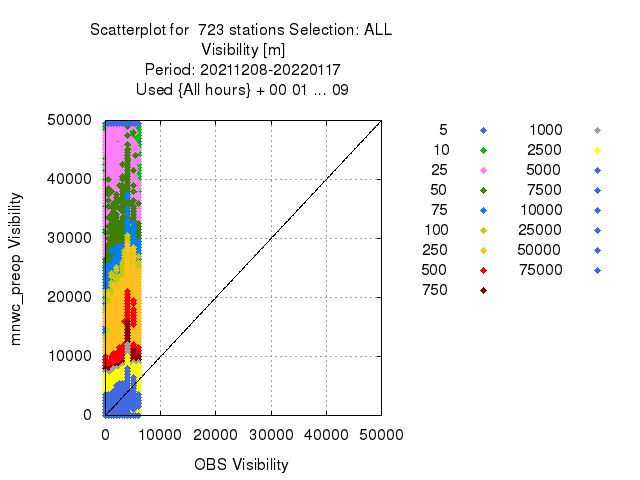 Scatterplot for  723 stations Selection: ALL
Visibility [m]
Period: 20211208-20220117
Used {All hours} + 00 01 ... 09
mnwc_preop Visibility
50000
40000
30000
20000
10000
0
0 10000 20000 30000 40000 50000
OBS Visibility
5 1000
10 2500
25 5000
50 7500
75 10000
100 25000
250 50000
500 75000
750